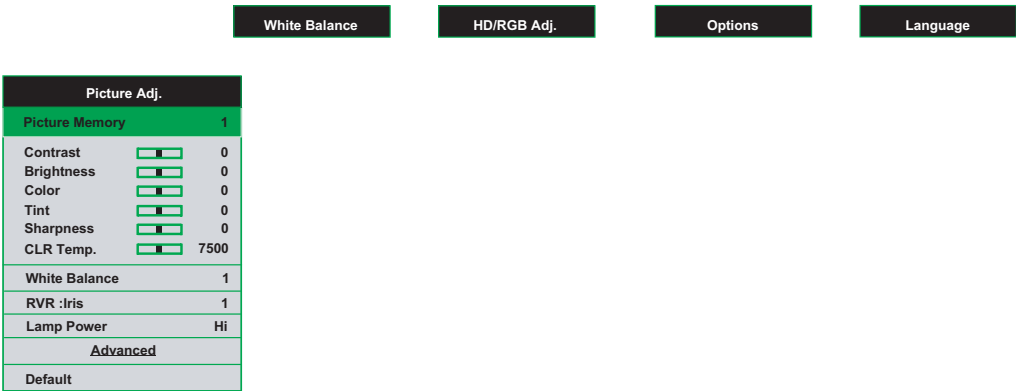 White Balance HD/RGB Adj. Options Language
Picture Adj.
Picture Memory 1
Contrast 0
Brightness 0
Color 0
Tint 0
Sharpness 0
CLR Temp. 7500
White Balance 1
RVR :Iris 1
Lamp Power Hi
Advanced
Default